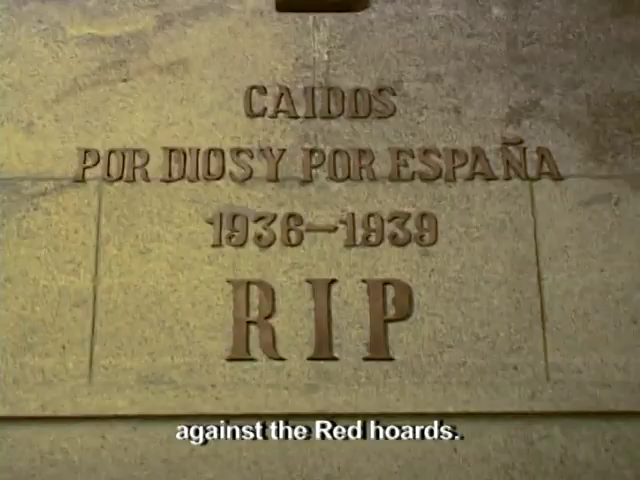 CAIDOS
POR DIOS Y POR ESPAÑA
1936-1939
RIP
against the Red hoards.